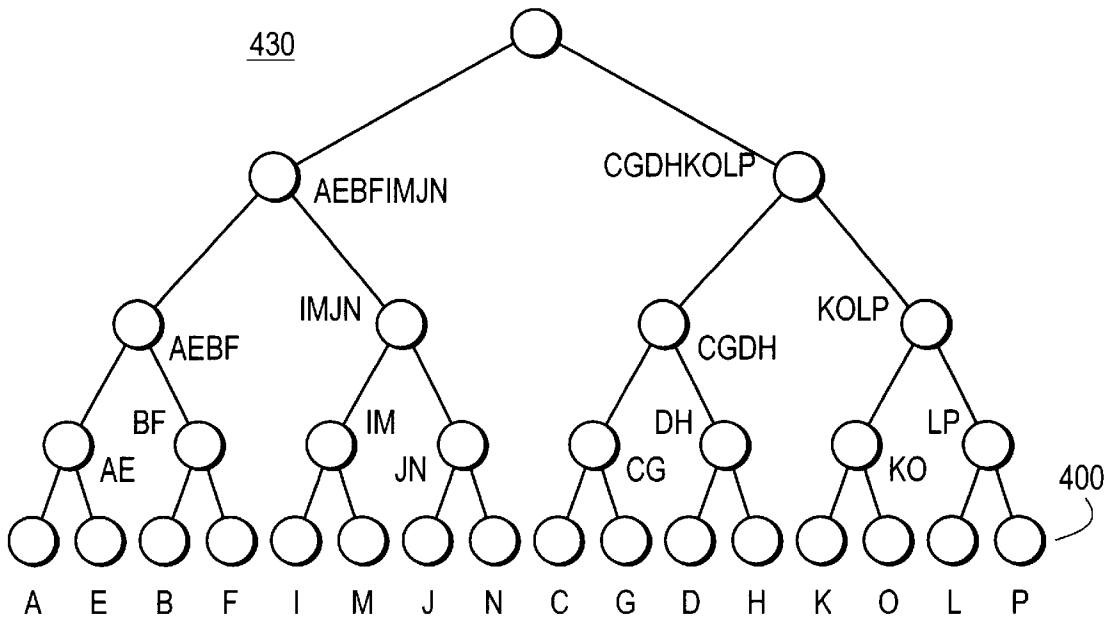 430
AEBFIMJN
CGDHKOLP
AEBF
IMJN
CGDH
KOLP
AE
BF
IM
JN
CG
DH
KO
LP
400
A E B F I M J N C G D H K O L P